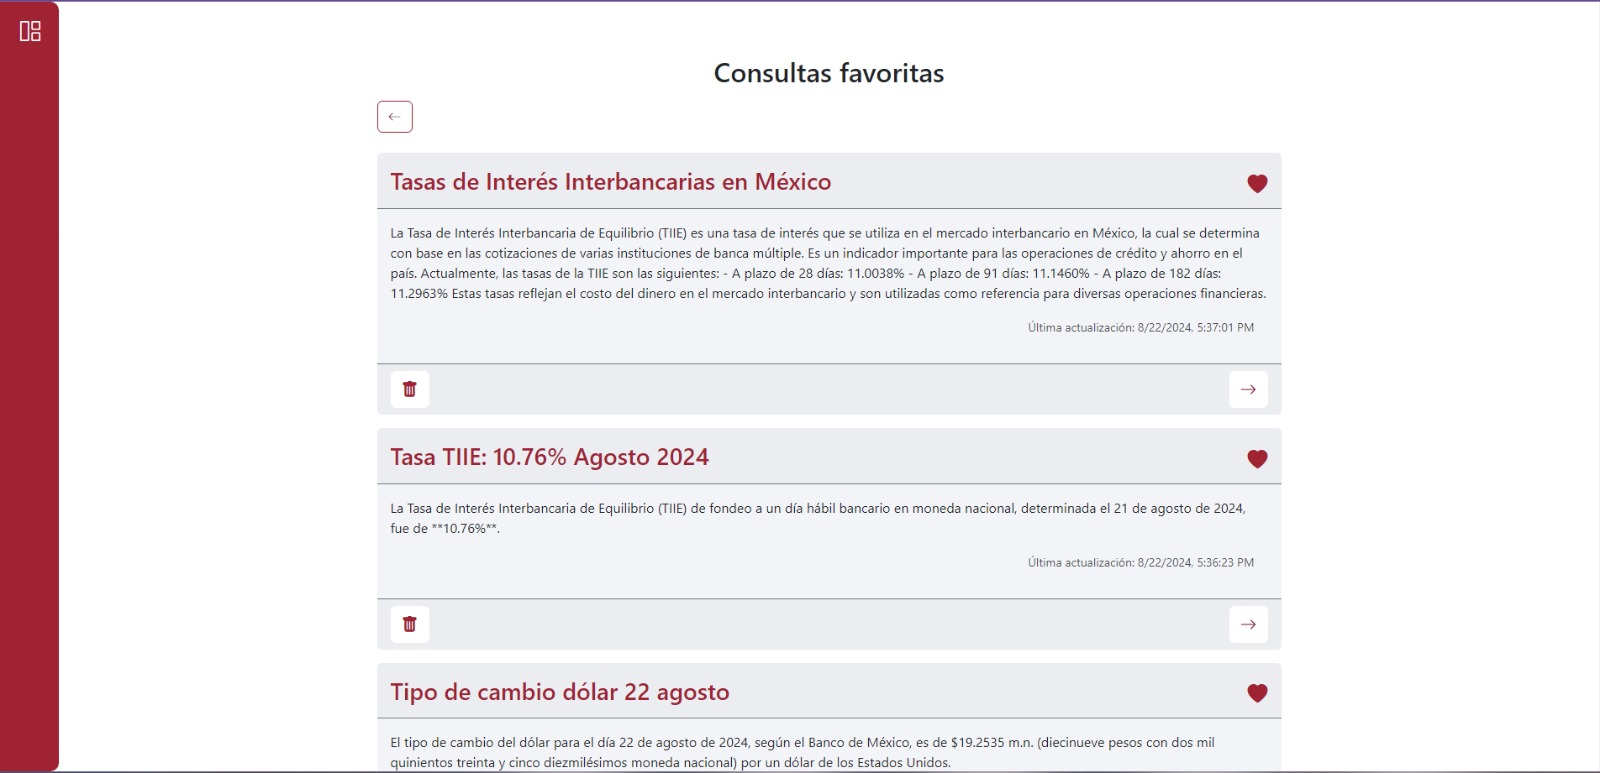 Consultas favoritas
Tasas de Interés Interbancarias en México
La Tasa de Interés Interbancaria de Equilibrio (TIIE) es una tasa de interés que se utiliza en el mercado interbancario en México, la cual se determina
con base en las cotizaciones de varias instituciones de banca múltiple. Es un indicador importante para las operaciones de crédito y ahorro en el
país. Actualmente, las tasas de la TIIE son las siguientes: - A plazo de 28 días: 11.0038% - A plazo de 91 días: 11.1460% - A plazo de 182 días:
11.2963% Estas tasas reflejan el costo del dinero en el mercado interbancario y son utilizadas como referencia para diversas operaciones financieras.
Última actualización: 8/22/2024, 5:37:01 PM
Tasa TIIE: 10.76% Agosto 2024
La Tasa de Interés Interbancaria de Equilibrio (TIIE) de fondeo a un día hábil bancario en moneda nacional, determinada el 21 de agosto de 2024,
fue de **10.76%**.
Última actualización: 8/22/2024, 5:36:23 PM
Tipo de cambio dólar 22 agosto
El tipo de cambio del dólar para el día 22 de agosto de 2024, según el Banco de México, es de $19.2535 m.n. (diecinueve pesos con dos mil
quinientos treinta y cinco diezmilésimos moneda nacional) por un dólar de los Estados Unidos.